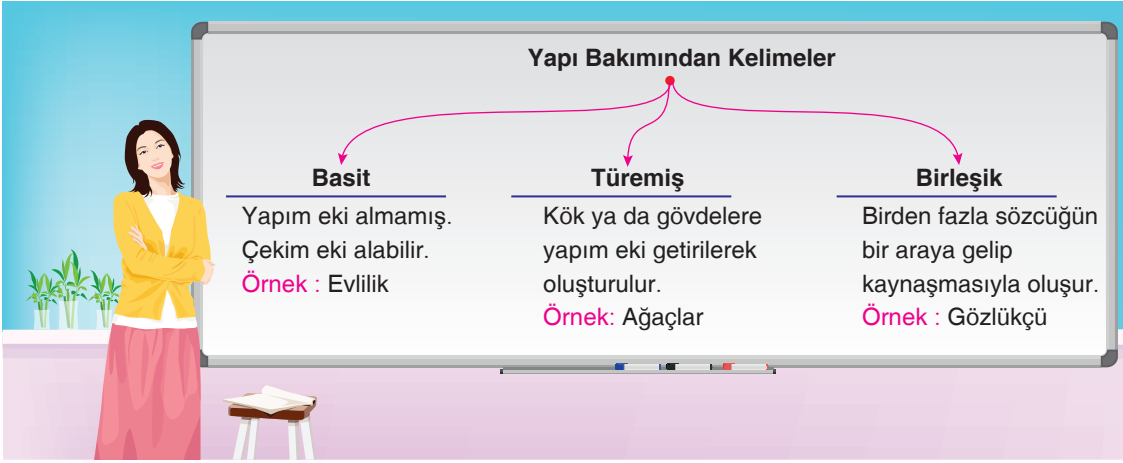 Yapı Bakımından Kelimeler
Basit
Yapım eki almamış.
Çekim eki alabilir.
Örnek : Evlilik
Türemiş
Kök ya da gövdelere
yapım eki getirilerek
oluşturulur.
Örnek: Ağaçlar
Birleşik
Birden fazla sözcüğün
bir araya gelip
kaynaşmasıyla oluşur.
Örnek : Gözlükçü